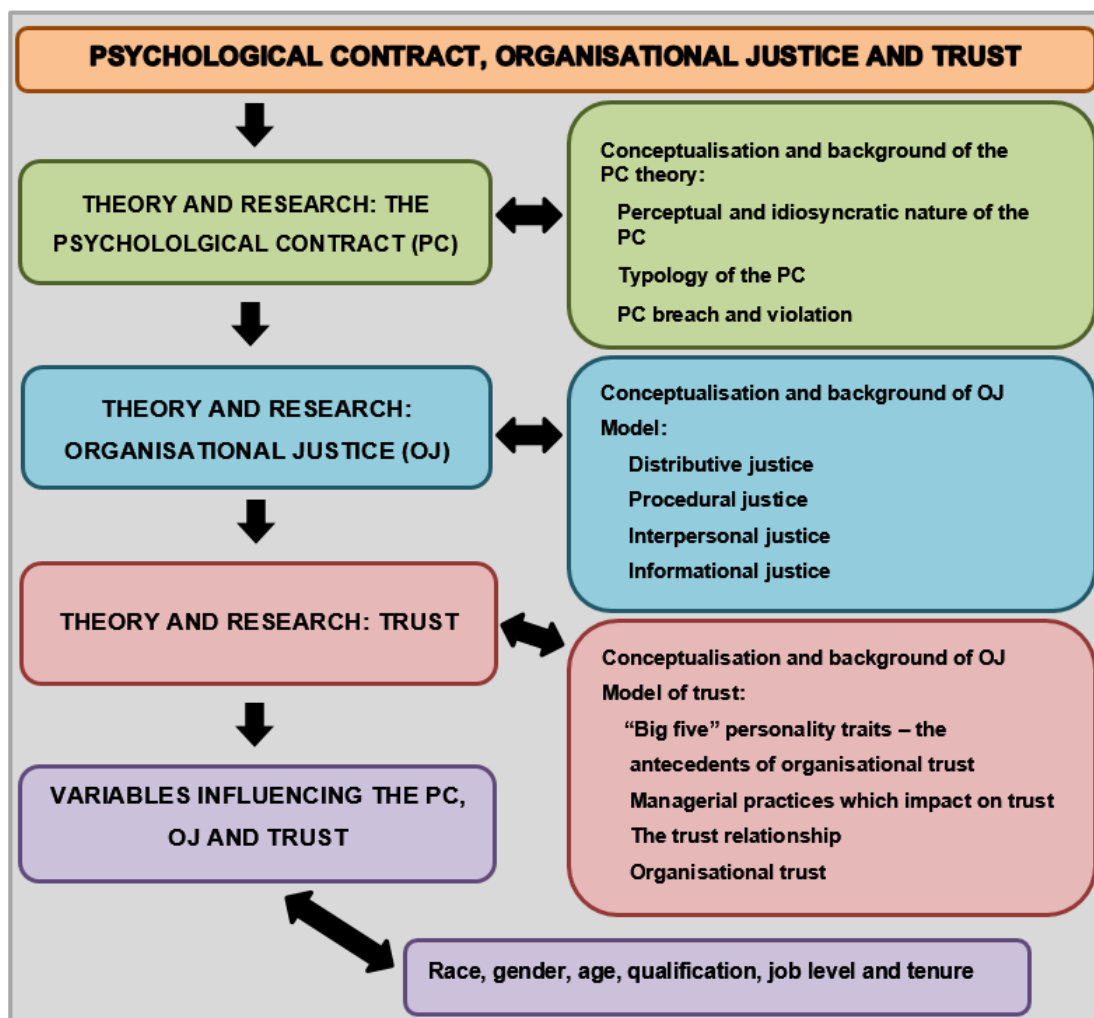 PSYCHOLOGICAL CONTRACT, ORGANISATIONAL JUSTICE AND TRUST
THEORY AND RESEARCH: THE
PSYCHOLOLGICAL CONTRACT (PC)
Conceptualisation and background of the
PC theory:
Perceptual and idiosyncratic nature of the
PC
Typology of the PC
PC breach and violation
THEORY AND RESEARCH:
ORGANISATIONAL JUSTICE (OJ)
Conceptualisation and background of OJ
Model:
Distributive justice
Procedural justice
Interpersonal justice
Informational justice
THEORY AND RESEARCH: TRUST
Conceptualisation and background of OJ
Model of trust:
“Big five” personality traits – the
antecedents of organisational trust
Managerial practices which impact on trust
The trust relationship
Organisational trust
VARIABLES INFLUENCING THE PC,
OJ AND TRUST
Race, gender, age, qualification, job level and tenure